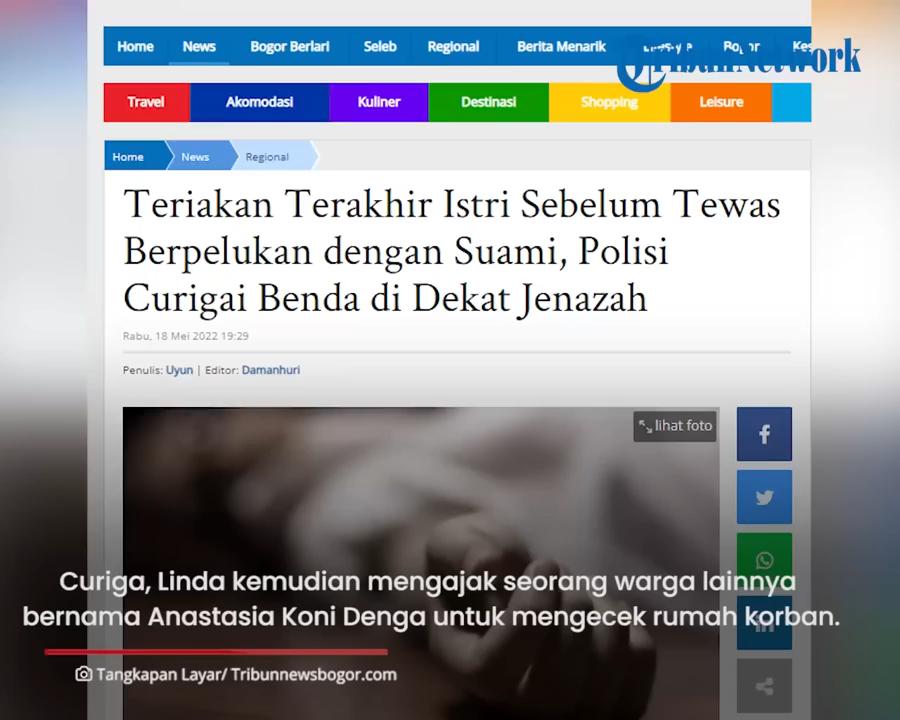 Home News Bogor Berlari Seleb Regional Berita Menarik
TribunNetwork
Travel Akomodasi Kuliner Destinasi Shopping Leisure
Home News Regional
Teriakan Terakhir Istri Sebelum Tewas
Berpelukan dengan Suami, Polisi
Curigai Benda di Dekat Jenazah
Rabu, 18 Mei 2022 19:29
Penulis: Uyun | Editor: Damanhuri
lihat foto
Curiga, Linda kemudian mengajak seorang warga lainnya
bernama Anastasia Koni Denga untuk mengecek rumah korban.
Tangkapan Layar/ Tribunnewsbogor.com